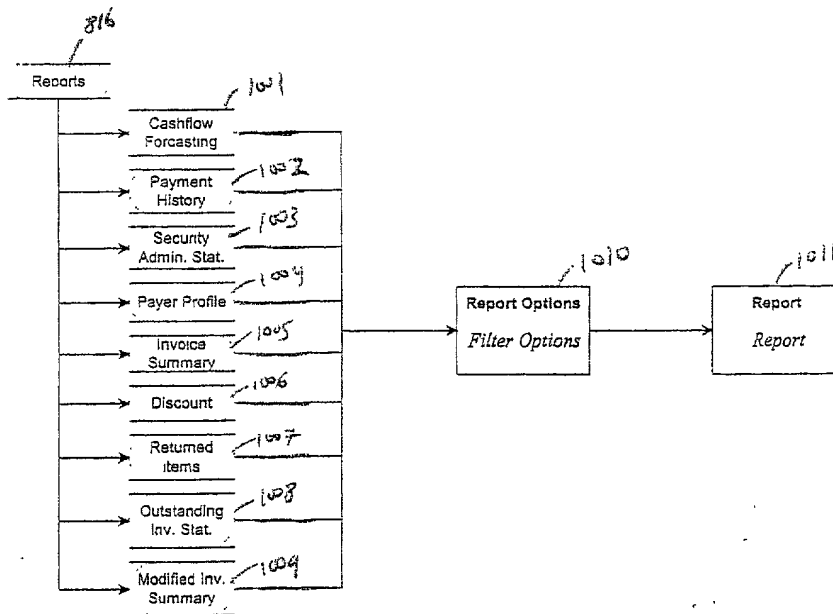 816
Reports
1001
Cashflow
Forcasting
1002
Payment
History
1003
Security
Admin. Stat.
1004
Payer Profile
1005
Invoice
Summary
1006
Discount
1007
Returned
Items
1008
Outstanding
Inv. Stat.
1009
Modified Inv.
Summary
1010
Report Options
Filter Options
1011
Report
Report